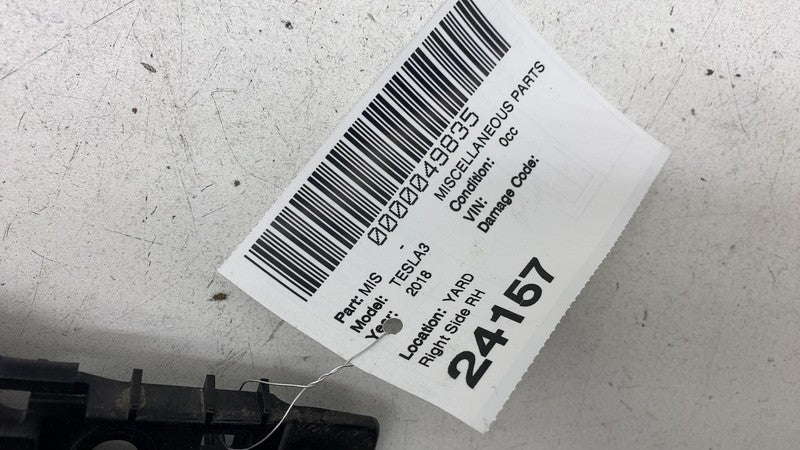 0000049835
Part: MIS - MISCELLANEOUS PARTS
Model: TESLA3 Condition: 0cc
Year: 2018 VIN:
Damage Code:
Location: YARD
Right Side RH
24157